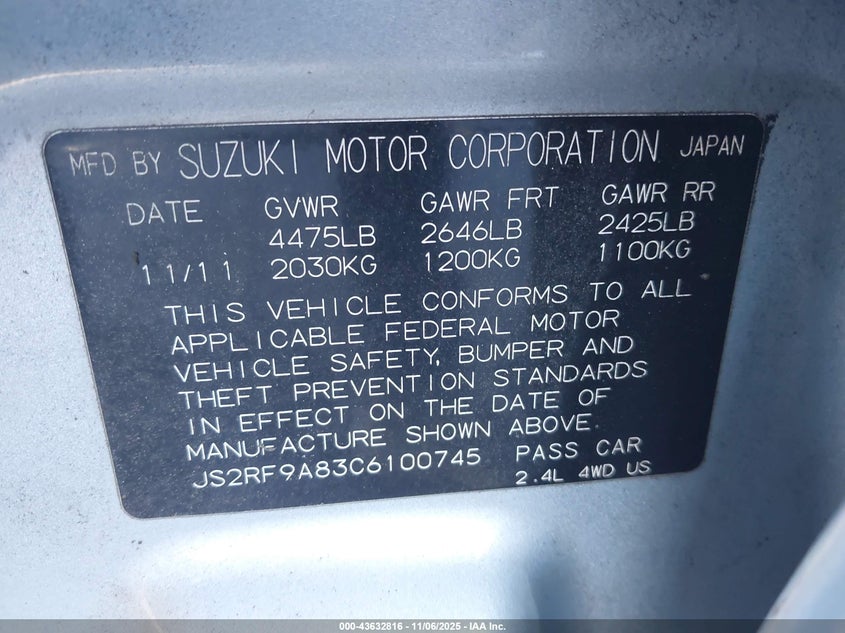 MFD BY SUZUKI MOTOR CORPORATION JAPAN
DATE GVWR GAWR FRT GAWR RR
4475LB 2646LB 2425LB
11/11 2030KG 1200KG 1100KG
THIS VEHICLE CONFORMS TO ALL
APPLICABLE FEDERAL MOTOR
VEHICLE SAFETY, BUMPER AND
THEFT PREVENTION STANDARDS
IN EFFECT ON THE DATE OF
MANUFACTURE SHOWN ABOVE.
JS2RF9A83C6100745 PASS CAR
2.4L 4WD US
000-43632816 - 11/06/2025 - IAA Inc.